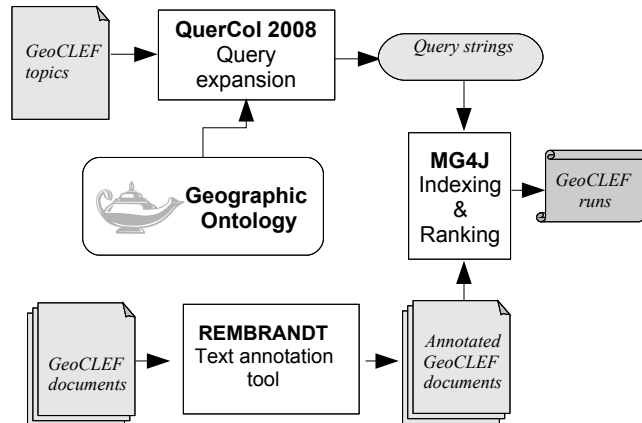 GeoCLEF
topics
QuerCol 2008
Query
expansion
Query strings
Geographic
Ontology
MG4J
Indexing
&
Ranking
GeoCLEF
runs
GeoCLEF
documents
REMBRANDT
Text annotation
tool
Annotated
GeoCLEF
documents